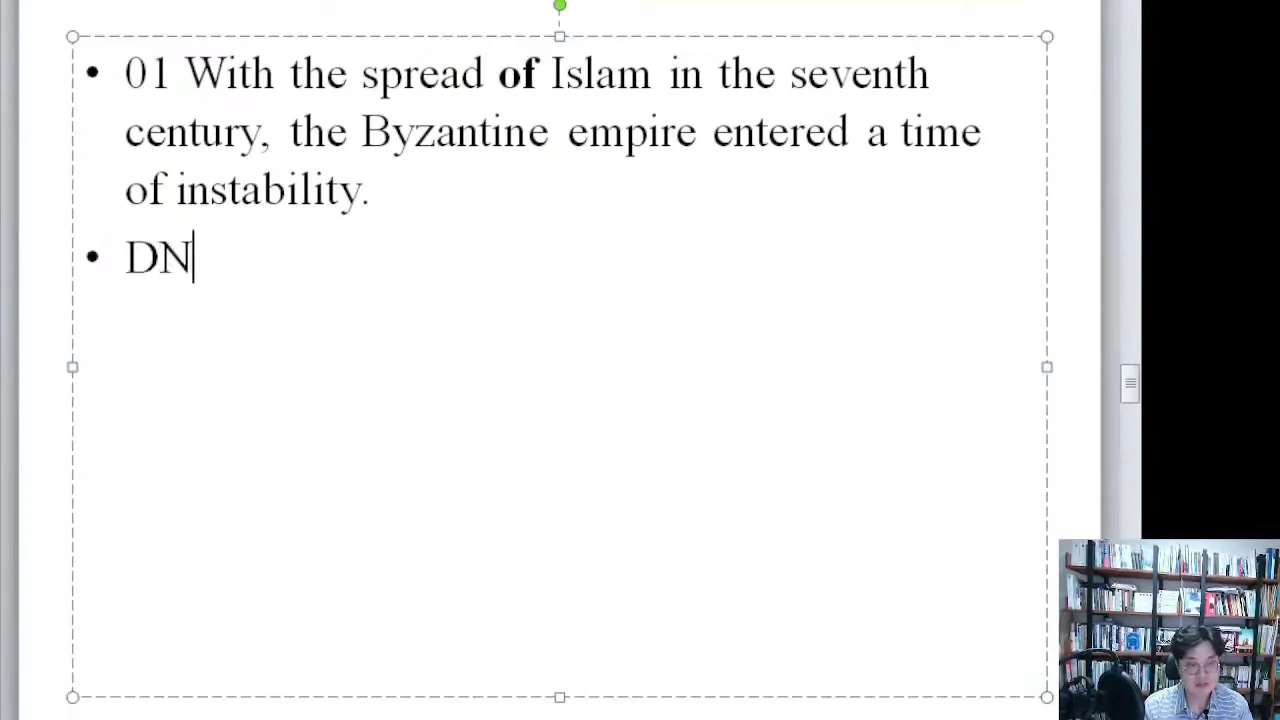 • 01 With the spread of Islam in the seventh
century, the Byzantine empire entered a time
of instability.
• DN